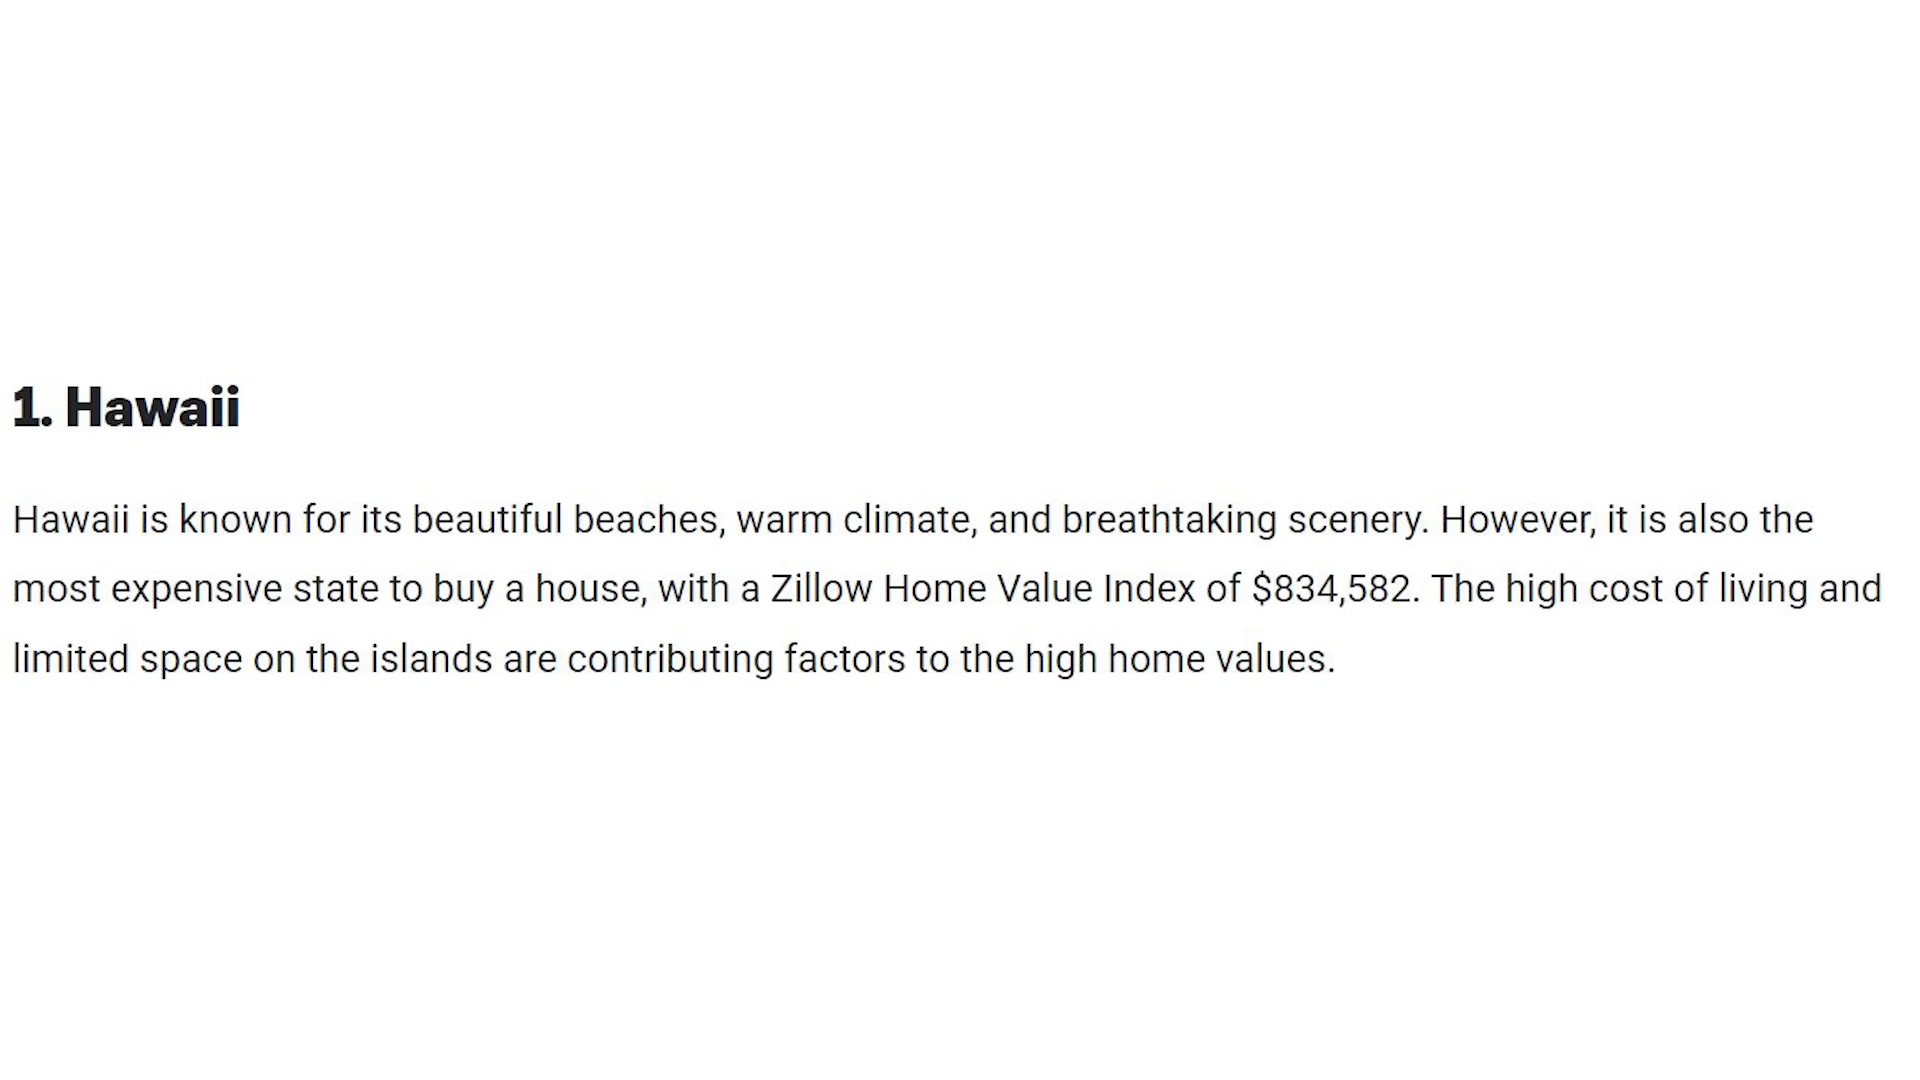 1. Hawaii
Hawaii is known for its beautiful beaches, warm climate, and breathtaking scenery. However, it is also the
most expensive state to buy a house, with a Zillow Home Value Index of $834,582. The high cost of living and
limited space on the islands are contributing factors to the high home values.